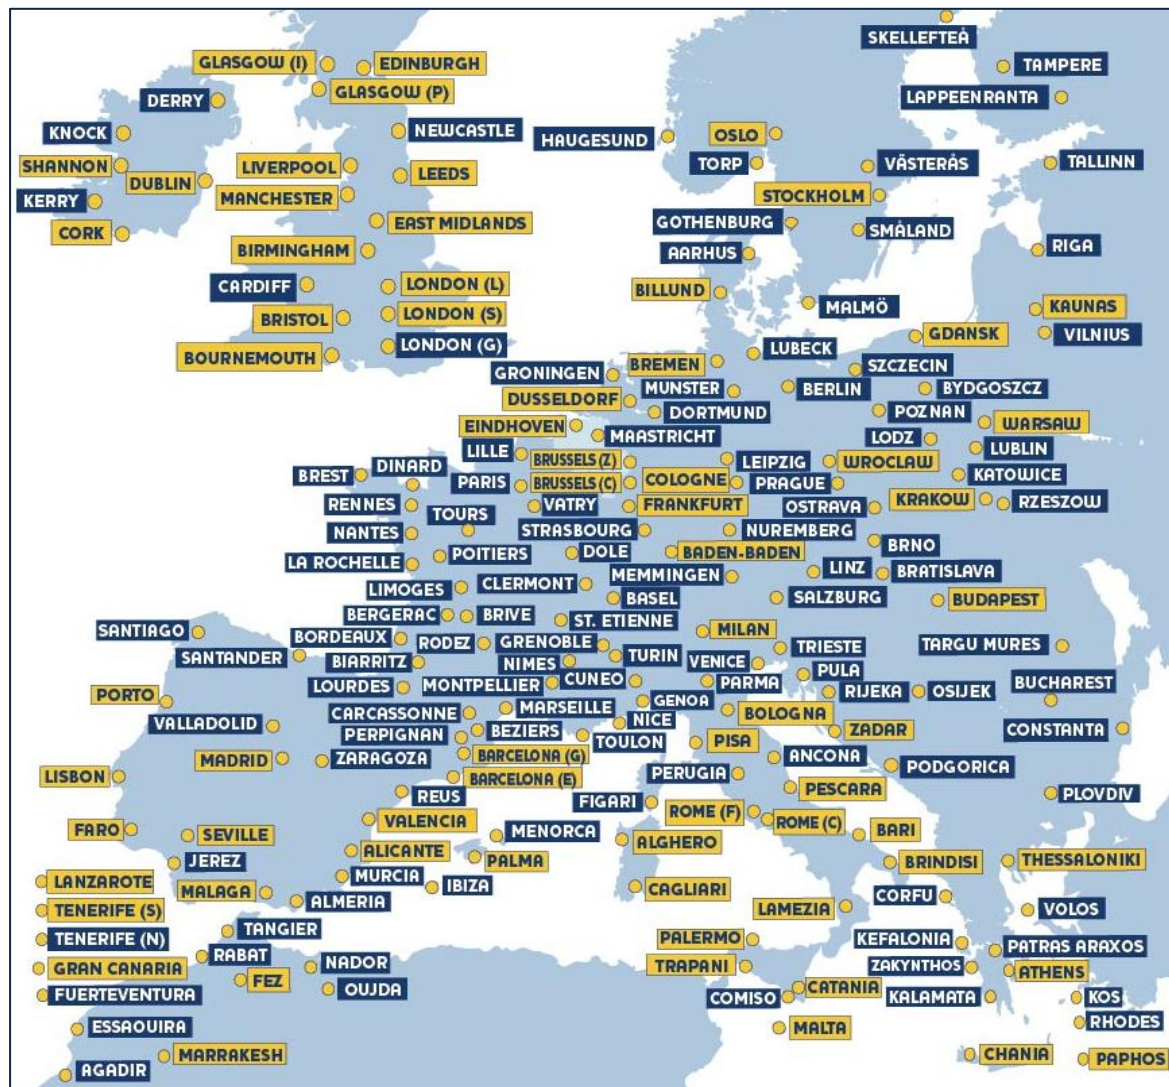 SKELLEFTEÅ
GLASGOW (I)
EDINBURGH
TAMPERE
GLASGOW (P)
DERRY
LAPPEENRANTA
KNOCK
NEWCASTLE
HAUGESUND
OSLO
SHANNON
LIVERPOOL
TORP
VÄSTERÅS
TALLINN
DUBLIN
LEEDS
MANCHESTER
STOCKHOLM
KERRY
EAST MIDLANDS
GOTHENBURG
SMÅLAND
CORK
BIRMINGHAM
AARHUS
RIGA
CARDIFF
LONDON (L)
BILLUND
MALMÖ
KAUNAS
BRISTOL
LONDON (S)
GDANSK
VILNIUS
BOURNEMOUTH
LONDON (G)
LUBECK
BREMEN
SZCZECIN
GRONINGEN
MUNSTER
BERLIN
BYDGOSZCZ
DUSSELDORF
DORTMUND
POZNAN
WARSAW
EINDHOVEN
MAASTRICHT
LODZ
LUBLIN
LILLE
BRUSSELS (Z)
LEIPZIG
WROCLAW
DINARD
BREST
PARIS
BRUSSELS (C)
COLOGNE
PRAGUE
KATOWICE
RENNES
TOURS
VATRY
FRANKFURT
OSTRAVA
KRAKOW
RZESZOW
NANTES
STRASBOURG
NUREMBERG
BRNO
LA ROCHELLE
POITIERS
DOLE
BADEN-BADEN
LINZ
BRATISLAVA
LIMOGES
CLERMONT
MEMMINGEN
BASEL
SALZBURG
BUDAPEST
BERGERAC
BRIVE
ST. ETIENNE
MILAN
SANTIAGO
BORDEAUX
RODEZ
GRENOBLE
TRIESTE
TARGU MURES
SANTANDER
BIARRITZ
NIMES
TURIN
VENICE
PULA
LOURDES
MONTPELLIER
CUNEO
PARMA
RIJEKA
OSIJEK
BUCHAREST
PORTO
VALLADOLID
CARCASSONNE
MARSEILLE
GENOA
BOLOGNA
ZADAR
CONSTANTA
PERPIGNAN
BEZIERS
NICE
TOULON
PISA
MADRID
ZARAGOZA
BARCELONA (G)
ANCONA
PODGORICA
LISBON
BARCELONA (E)
PERUGIA
PESCARA
PLOVDIV
REUS
FIGARI
ROME (F)
ROME (C)
FARO
SEVILLE
VALENCIA
MENORCA
ALGHERO
BARI
JEREZ
ALICANTE
PALMA
BRINDISI
THESSALONIKI
LANZAROTE
MALAGA
MURCIA
IBIZA
CAGLIARI
CORFU
ALMERIA
LAMEZIA
VOLOS
TENERIFE (S)
TANGIER
TENERIFE (N)
PALERMO
KEFALONIA
PATRAS ARAXOS
RABAT
GRAN CANARIA
FEZ
NADOR
TRAPANI
ZAKYNTHOS
ATHENS
FUERTEVENTURA
OUJDA
COMISO
CATANIA
KALAMATA
KOS
ESSAOUIRA
MALTA
RHODES
MARRAKESH
CHANIA
PAPHOS
AGADIR